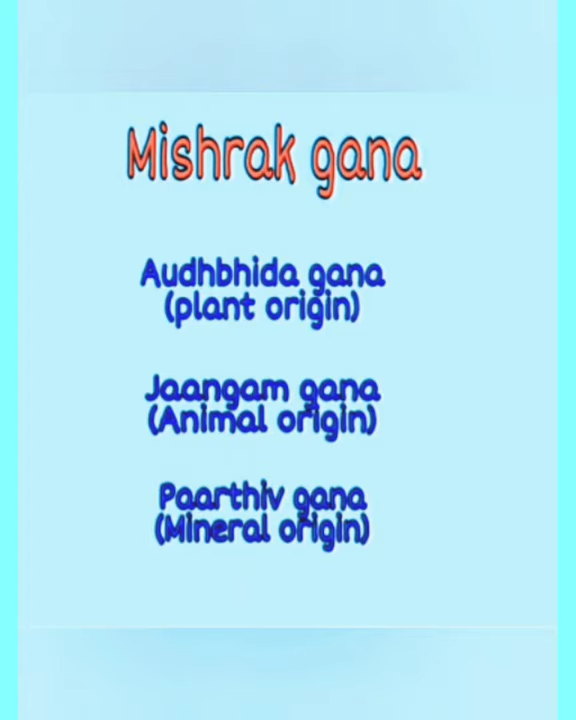 Mishrak gana
Audhbhida gana
(plant origin)
Jaangam gana
(Animal origin)
Paarthiv gana
(Mineral origin)